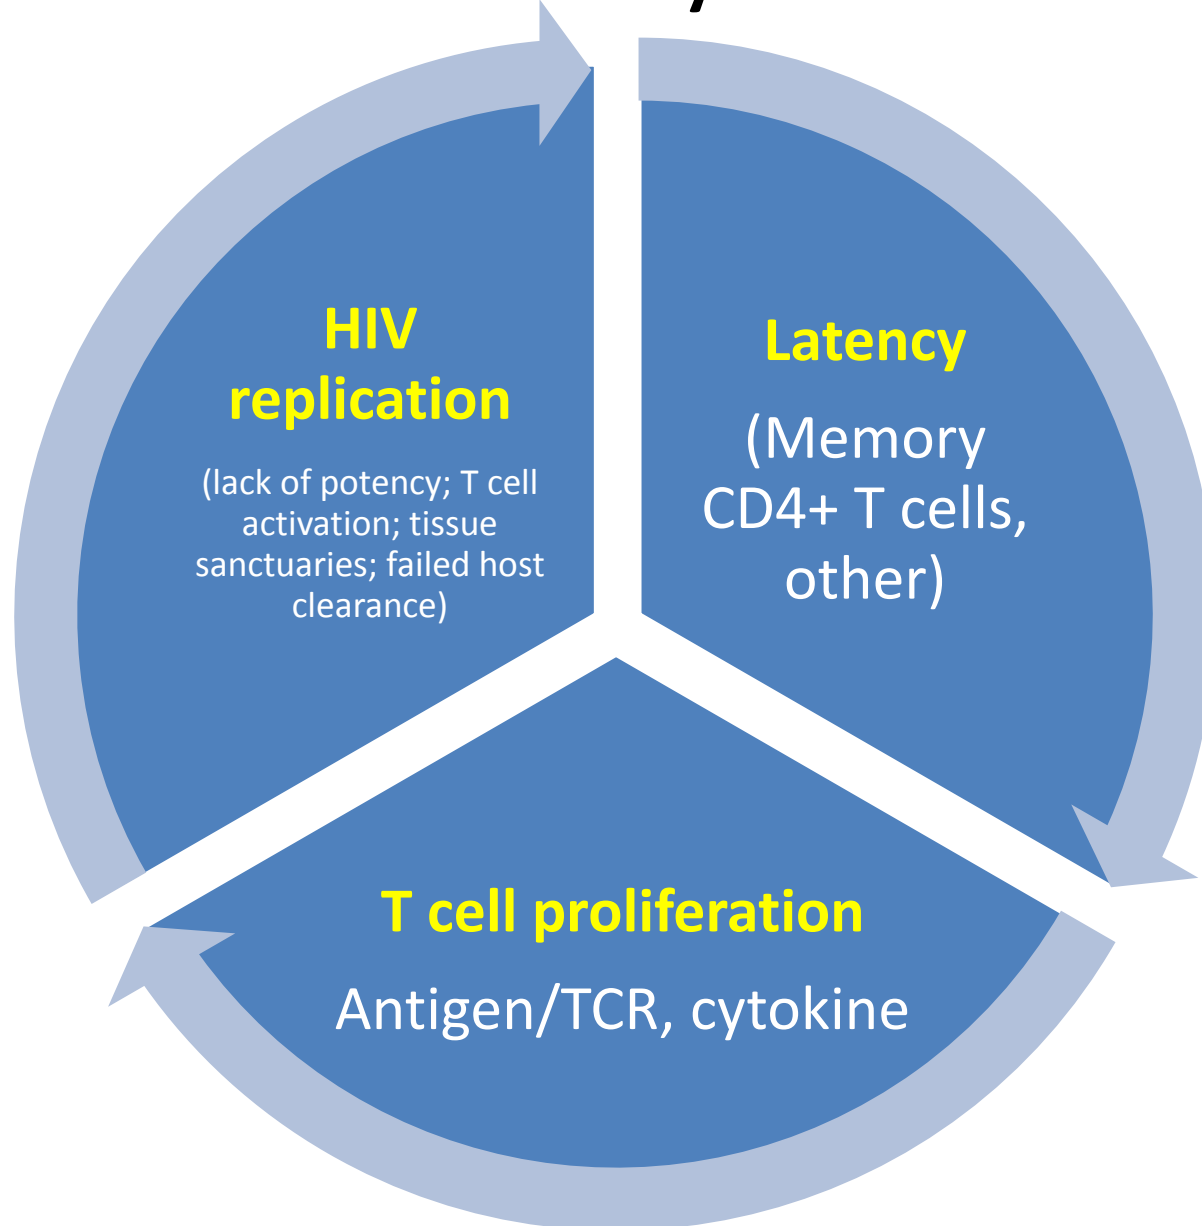 HIV
replication
(lack of potency; T cell
activation; tissue
sanctuaries; failed host
clearance)
Latency
(Memory
CD4+ T cells,
other)
T cell proliferation
Antigen/TCR, cytokine